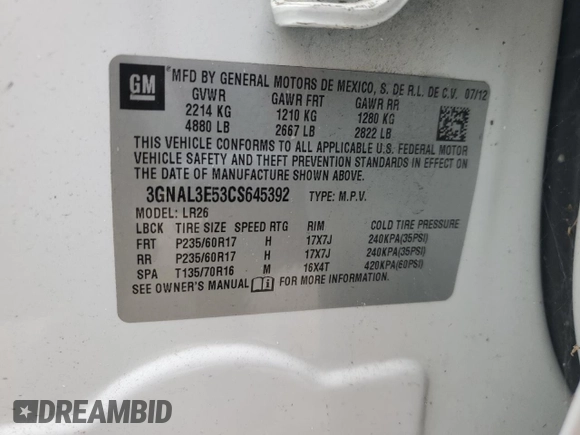 GM
MFD BY GENERAL MOTORS DE MEXICO, S. DE R.L. DE C.V. 07/12
GVWR GAWR FRT GAWR RR
2214 KG 1210 KG 1280 KG
4880 LB 2667 LB 2822 LB
THIS VEHICLE CONFORMS TO ALL APPLICABLE U.S. FEDERAL MOTOR
VEHICLE SAFETY AND THEFT PREVENTION STANDARDS IN EFFECT ON
THE DATE OF MANUFACTURE SHOWN ABOVE.
3GNAL3E53CS645392 TYPE: M.P.V.
MODEL: LR26
LBCK TIRE SIZE SPEED RTG RIM COLD TIRE PRESSURE
FRT P235/60R17 H 17X7J 240KPA(35PSI)
RR P235/60R17 H 17X7J 240KPA(35PSI)
SPA T135/70R16 M 16X4T 420KPA(60PSI)
SEE OWNER'S MANUAL FOR MORE INFORMATION.
DREAMBID